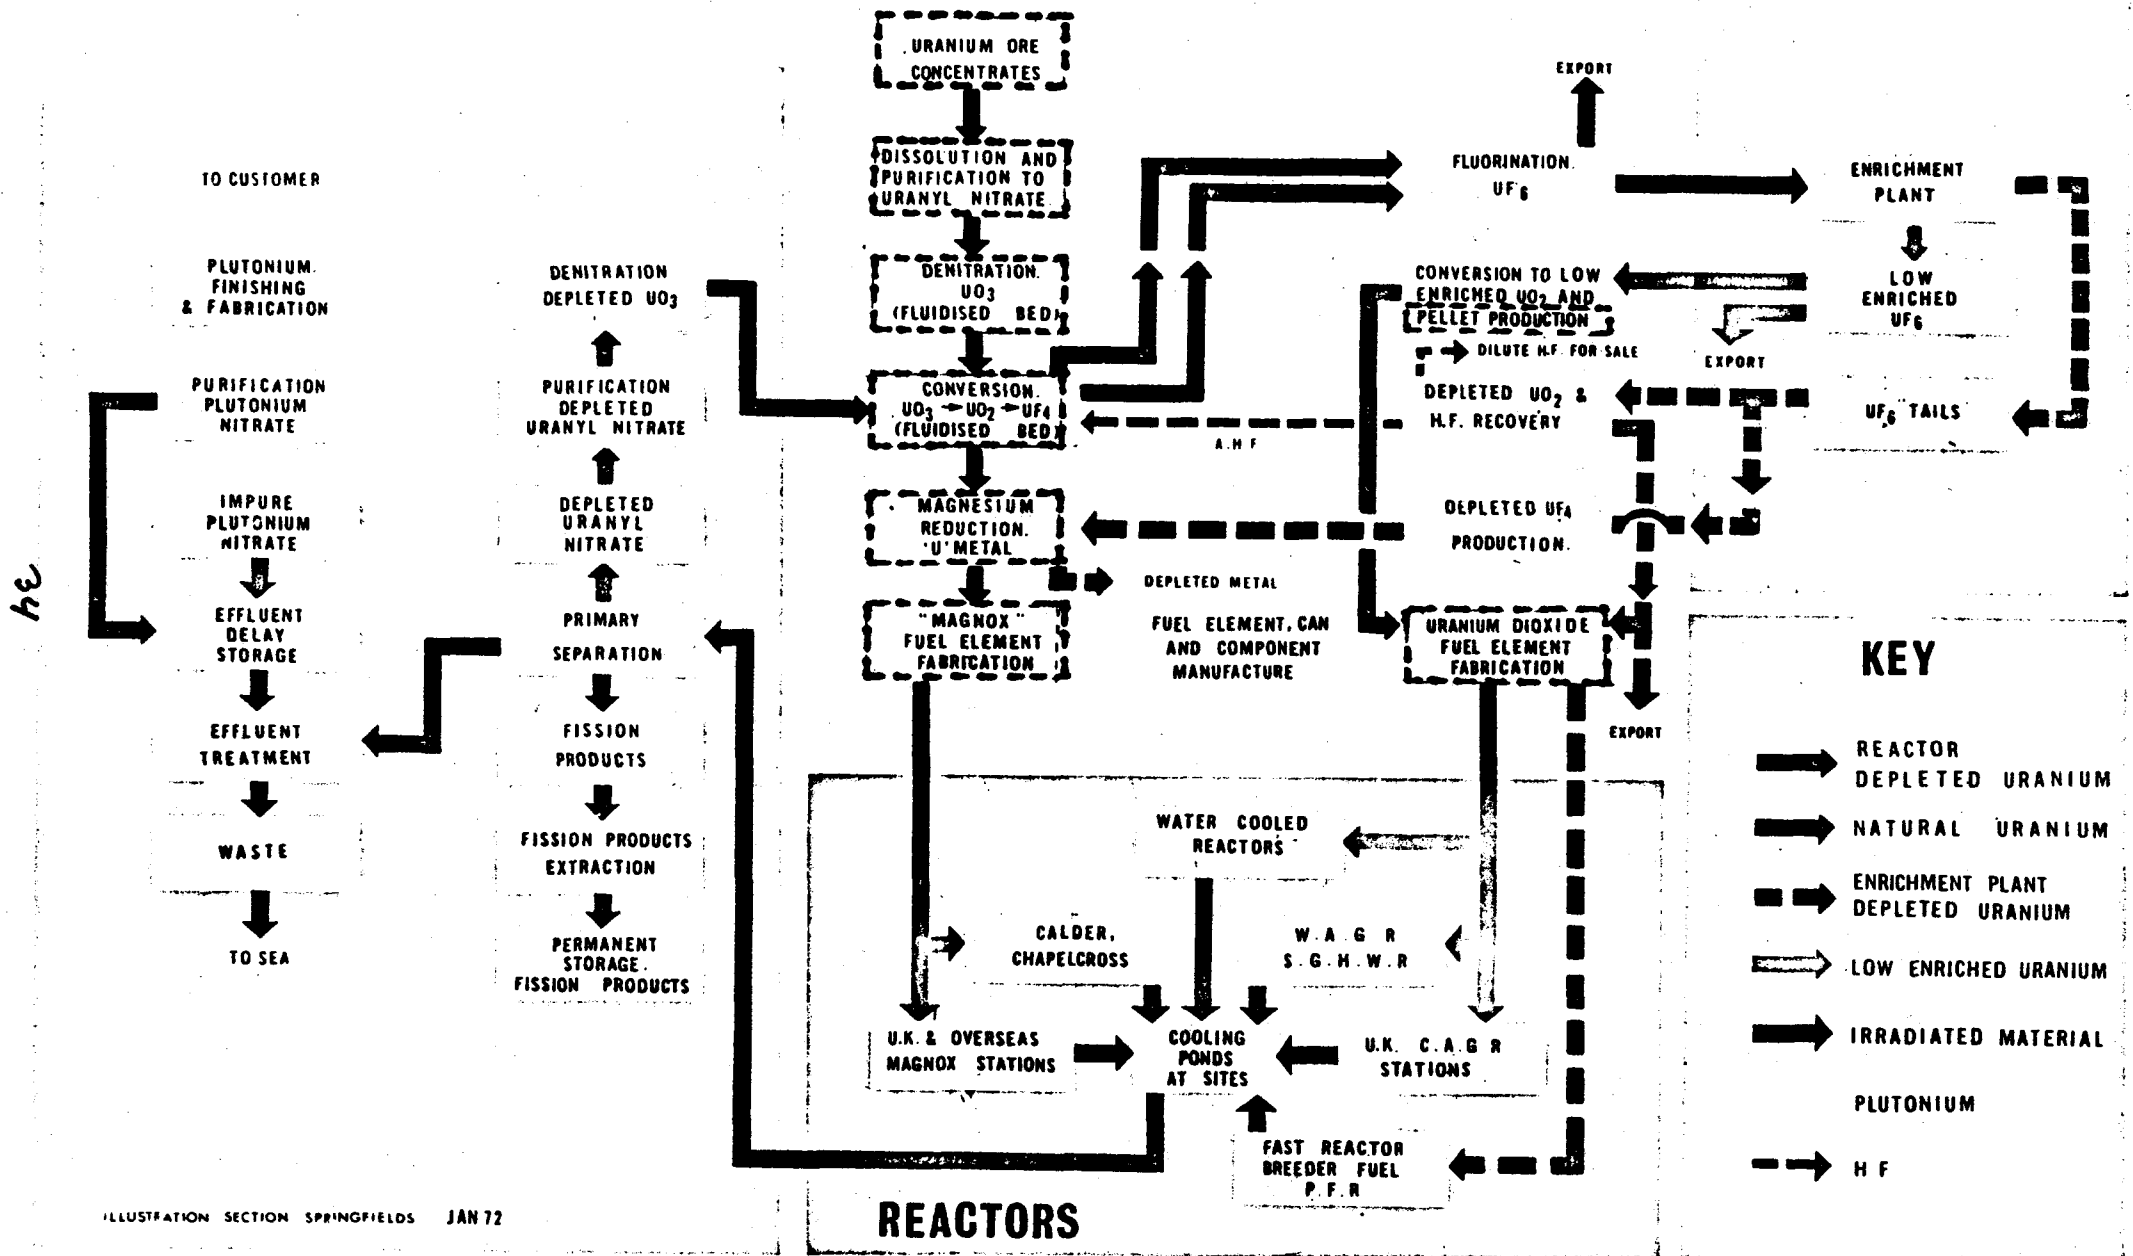 URANIUM ORE
CONCENTRATES
DISSOLUTION AND
PURIFICATION TO
URANYL NITRATE.
DENITRATION.
UO3
(FLUIDISED BED)
CONVERSION.
UO3 → UO2 → UF4
(FLUIDISED BED)
MAGNESIUM
REDUCTION.
'U' METAL
DEPLETED METAL
"MAGNOX"
FUEL ELEMENT
FABRICATION
FUEL ELEMENT, CAN
AND COMPONENT
MANUFACTURE
TO CUSTOMER
PLUTONIUM.
FINISHING
& FABRICATION
PURIFICATION
PLUTONIUM
NITRATE
IMPURE
PLUTONIUM
NITRATE
EFFLUENT
DELAY
STORAGE
EFFLUENT
TREATMENT
WASTE
TO SEA
DENITRATION
DEPLETED UO3
PURIFICATION
DEPLETED
URANYL NITRATE
DEPLETED
URANYL
NITRATE
PRIMARY
SEPARATION
FISSION
PRODUCTS
FISSION PRODUCTS
EXTRACTION
PERMANENT
STORAGE.
FISSION PRODUCTS
EXPORT
FLUORINATION.
UF6
ENRICHMENT
PLANT
CONVERSION TO LOW
ENRICHED UO2 AND
PELLET PRODUCTION
LOW
ENRICHED
UF6
DILUTE H.F. FOR SALE
EXPORT
DEPLETED UO2 &
H.F. RECOVERY
A.H F
UF6 TAILS
DEPLETED UF4
PRODUCTION.
URANIUM DIOXIDE
FUEL ELEMENT
FABRICATION
EXPORT
WATER COOLED
REACTORS
CALDER,
CHAPELCROSS
W.A G R
S.G.H.W.R
U.K. & OVERSEAS
MAGNOX STATIONS
COOLING
PONDS
AT SITES
U.K. C.A.G R
STATIONS
FAST REACTOR
BREEDER FUEL
P.F.R
REACTORS
KEY
REACTOR
DEPLETED URANIUM
NATURAL URANIUM
ENRICHMENT PLANT
DEPLETED URANIUM
LOW ENRICHED URANIUM
IRRADIATED MATERIAL
PLUTONIUM
H F
34
ILLUSTRATION SECTION SPRINGFIELDS JAN 72